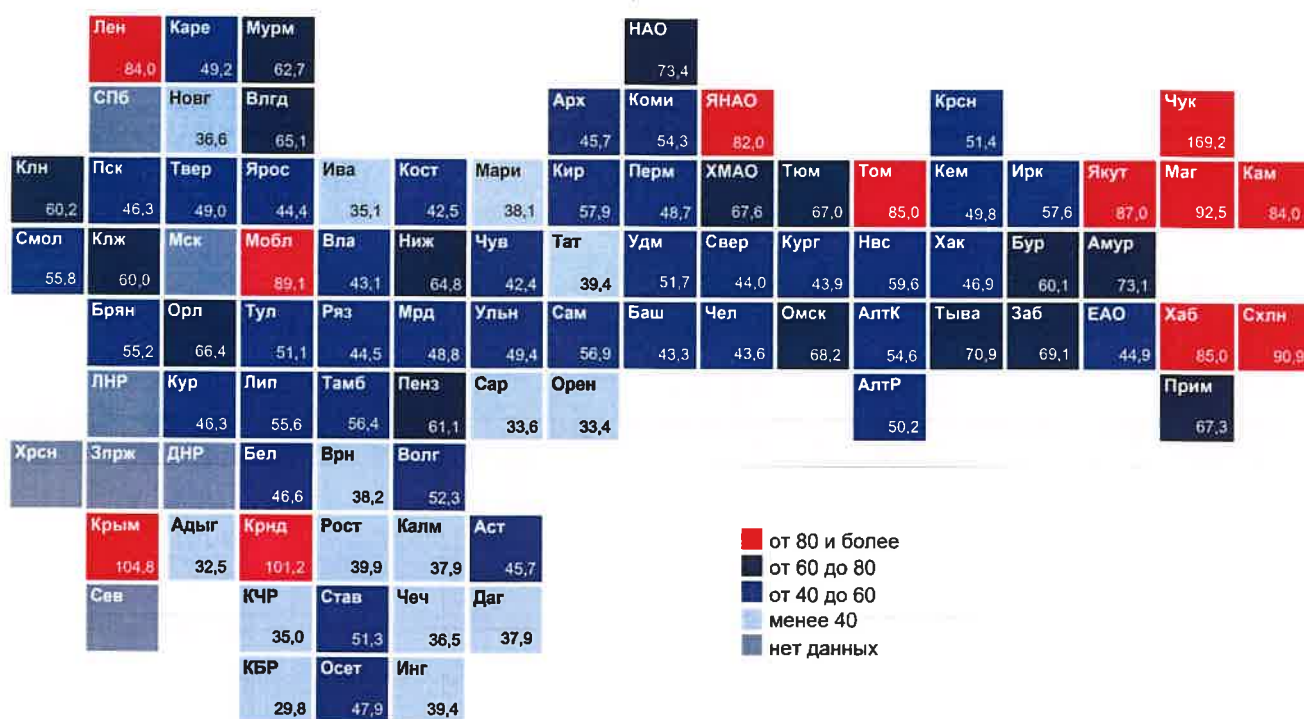 Лен Каре Мурм НАО
84,0 49,2 62,7 73,4
СПб Новг Влгд Арх Коми ЯНАО Крсн Чук
36,6 65,1 45,7 54,3 82,0 51,4 169,2
Клн Пск Твер Ярос Ива Кост Мари Кир Перм ХМАО Тюм Том Кем Ирк Якут Маг Кам
60,2 46,3 49,0 44,4 35,1 42,5 38,1 57,9 48,7 67,6 67,0 85,0 49,8 57,6 87,0 92,5 84,0
Смол Клж Мск Мобл Вла Ниж Чув Тат Удм Свер Кург Нвс Хак Бур Амур
55,8 60,0 89,1 43,1 64,8 42,4 39,4 51,7 44,0 43,9 59,6 46,9 60,1 73,1
Брян Орл Тул Ряз Мрд Ульн Сам Баш Чел Омск АлтК Тыва Заб ЕАО Хаб Схлн
55,2 66,4 51,1 44,5 48,8 49,4 56,9 43,3 43,6 68,2 54,6 70,9 69,1 44,9 85,0 90,9
ЛНР Кур Лип Тамб Пенз Сар Орен АлтР Прим
46,3 55,6 56,4 61,1 33,6 33,4 50,2 67,3
Хрсн Зпрж ДНР Бел Врн Волг
46,6 38,2 52,3
Крым Адыг Крнд Рост Калм Аст
104,8 32,5 101,2 39,9 37,9 45,7
Сев КЧР Став Чеч Даг
35,0 51,3 36,5 37,9
КБР Осет Инг
29,8 47,9 39,4
от 80 и более
от 60 до 80
от 40 до 60
менее 40
нет данных